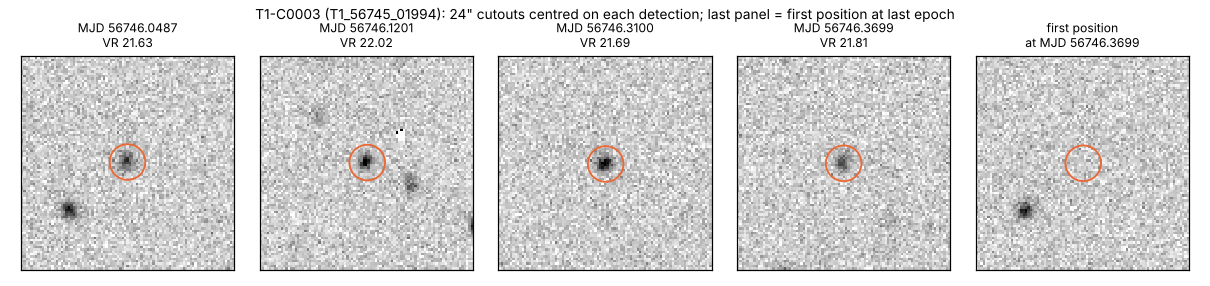 T1-C0003 (T1_56745_01994): 24" cutouts centred on each detection; last panel = first position at last epoch
MJD 56746.0487
VR 21.63
MJD 56746.1201
VR 22.02
MJD 56746.3100
VR 21.69
MJD 56746.3699
VR 21.81
first position
at MJD 56746.3699